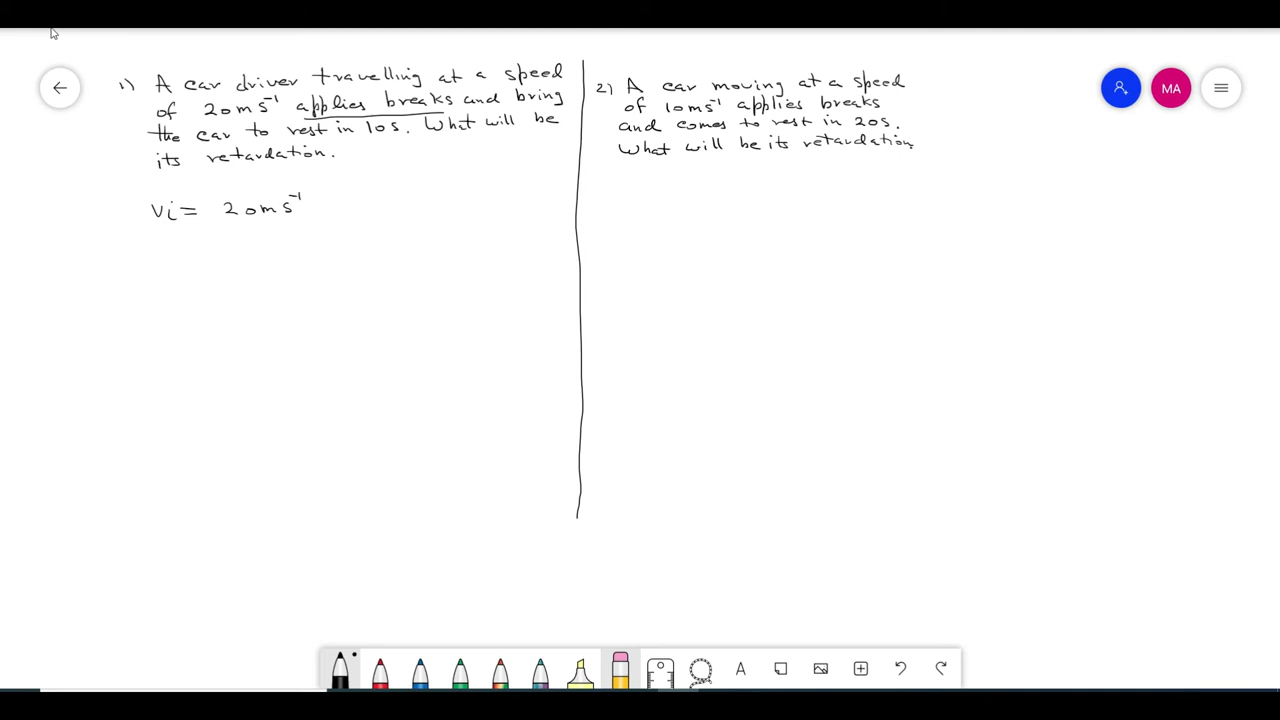 1) A car driver travelling at a speed
of 20ms⁻¹ applies breaks and bring
the car to rest in 10s. What will be
its retardation.
vi= 20ms⁻¹
2) A car moving at a speed
of 10ms⁻¹ applies breaks
and comes to rest in 20s.
What will be its retardation.
MA
A